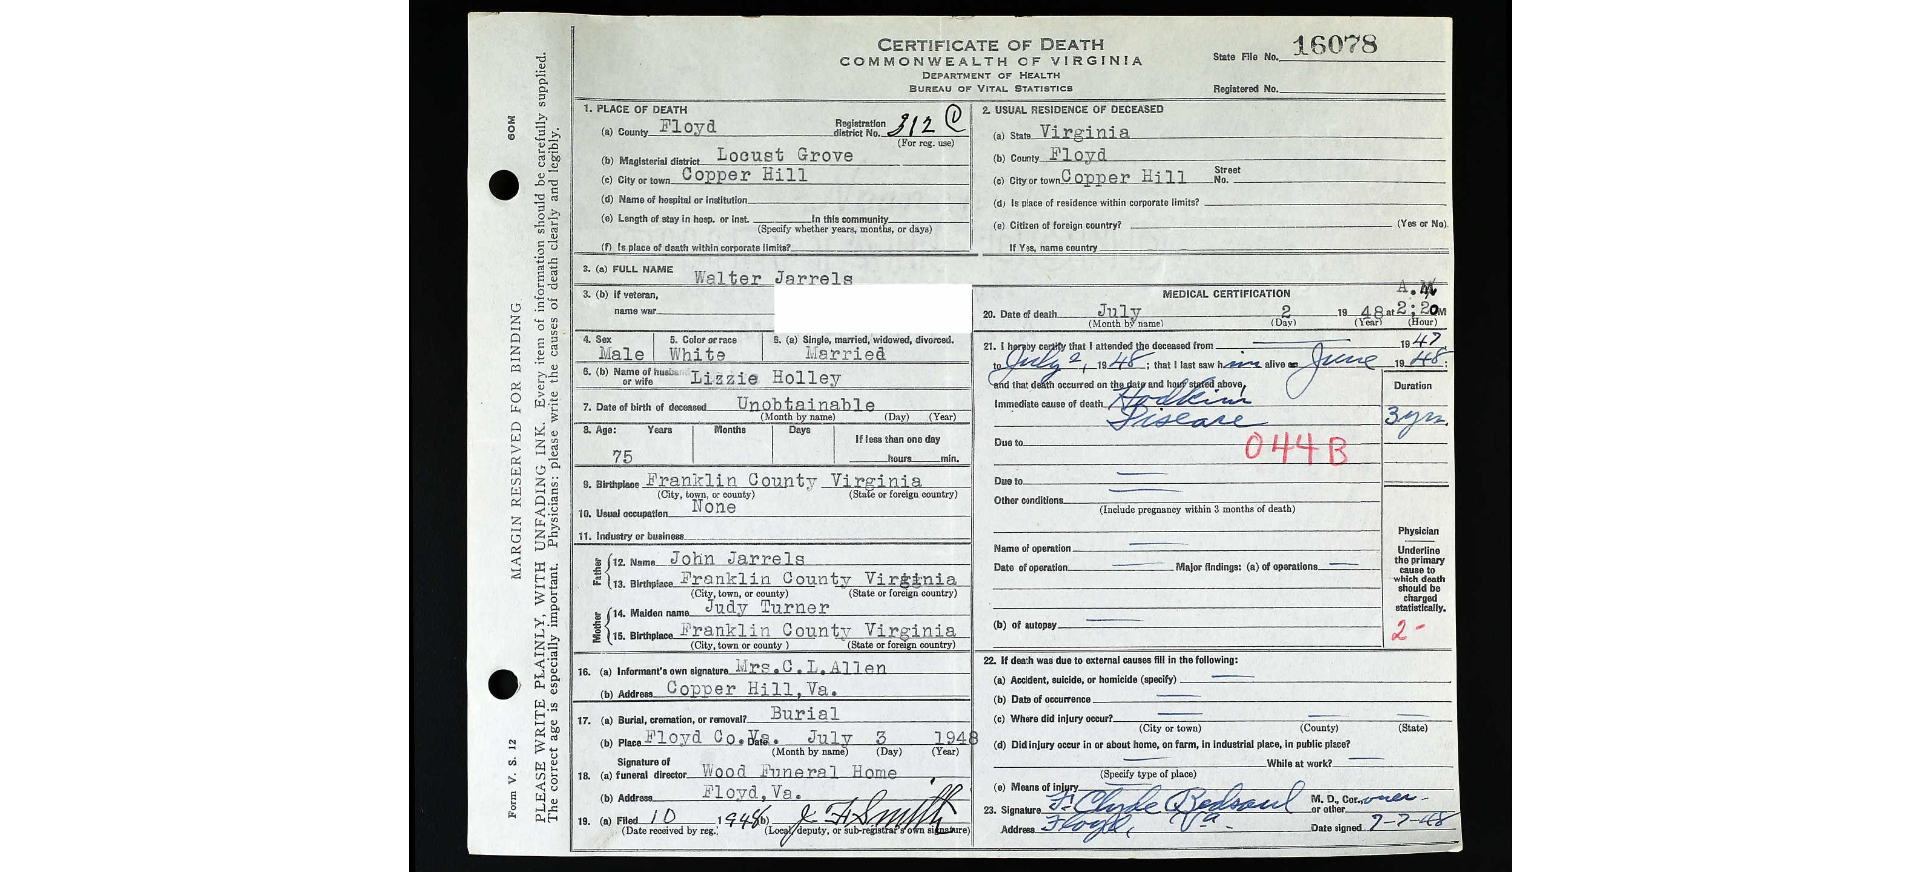 CERTIFICATE OF DEATH
COMMONWEALTH OF VIRGINIA
DEPARTMENT OF HEALTH
BUREAU OF VITAL STATISTICS
State File No. 16078
Registered No.
60M
MARGIN RESERVED FOR BINDING
Form V. S. 12
PLEASE WRITE PLAINLY, WITH UNFADING INK. Every item of information should be carefully supplied.
The correct age is especially important. Physicians: please write the causes of death clearly and legibly.
1. PLACE OF DEATH
(a) County Floyd Registration district No. 312
(For reg. use)
(b) Magisterial district Locust Grove
(c) City or town Copper Hill
(d) Name of hospital or institution
(e) Length of stay in hosp. or inst. In this community
(Specify whether years, months, or days)
(f) Is place of death within corporate limits?
2. USUAL RESIDENCE OF DECEASED
(a) State Virginia
(b) County Floyd
(c) City or town Copper Hill Street No.
(d) Is place of residence within corporate limits?
(e) Citizen of foreign country? (Yes or No)
If Yes, name country
3. (a) FULL NAME Walter Jarrels
3. (b) If veteran,
name war
4. Sex 5. Color or race 6. (a) Single, married, widowed, divorced.
Male White Married
6. (b) Name of husband or wife Lizzie Holley
7. Date of birth of deceased Unobtainable
(Month by name) (Day) (Year)
8. Age: Years Months Days If less than one day
75 hours min.
9. Birthplace Franklin County Virginia
(City, town, or county) (State or foreign country)
10. Usual occupation None
11. Industry or business
Father
12. Name John Jarrels
13. Birthplace Franklin County Virginia
(City, town, or county) (State or foreign country)
Mother
14. Maiden name Judy Turner
15. Birthplace Franklin County Virginia
(City, town or county ) (State or foreign country)
16. (a) Informant's own signature Mrs.C.L.Allen
(b) Address Copper Hill,Va.
17. (a) Burial, cremation, or removal? Burial
(b) Place Floyd Co.Va. Date July 3 1948
(Month by name) (Day) (Year)
18. Signature of
(a) funeral director Wood Funeral Home
(b) Address Floyd,Va.
19. (a) Filed 10 1948 (b) J F Smith
(Date received by reg.) (Local, deputy, or sub-registrar's own signature)
MEDICAL CERTIFICATION
A.M
20. Date of death July 2 19 48 at 2:20 M
(Month by name) (Day) (Year) (Hour)
21. I hereby certify that I attended the deceased from 19 47
to July 2, 19 48; that I last saw him alive on June 19 48;
and that death occurred on the date and hour stated above.
Duration
Immediate cause of death Hodkins
Disease 3 yrs.
Due to 044B
Due to
Other conditions
(Include pregnancy within 3 months of death)
Name of operation
Date of operation Major findings: (a) of operations
(b) of autopsy
Physician
Underline
the primary
cause to
which death
should be
charged
statistically.
2-
22. If death was due to external causes fill in the following:
(a) Accident, suicide, or homicide (specify)
(b) Date of occurrence
(c) Where did injury occur?
(City or town) (County) (State)
(d) Did injury occur in or about home, on farm, in industrial place, in public place?
While at work?
(Specify type of place)
(e) Means of injury
23. Signature F. Clyde Bedsaul M. D., Cor., oner or other
Address Floyd, Va. Date signed 7-7-48